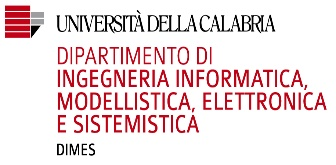 UNIVERSITÀ DELLA CALABRIA
DIPARTIMENTO DI
INGEGNERIA INFORMATICA,
MODELLISTICA, ELETTRONICA
E SISTEMISTICA
DIMES